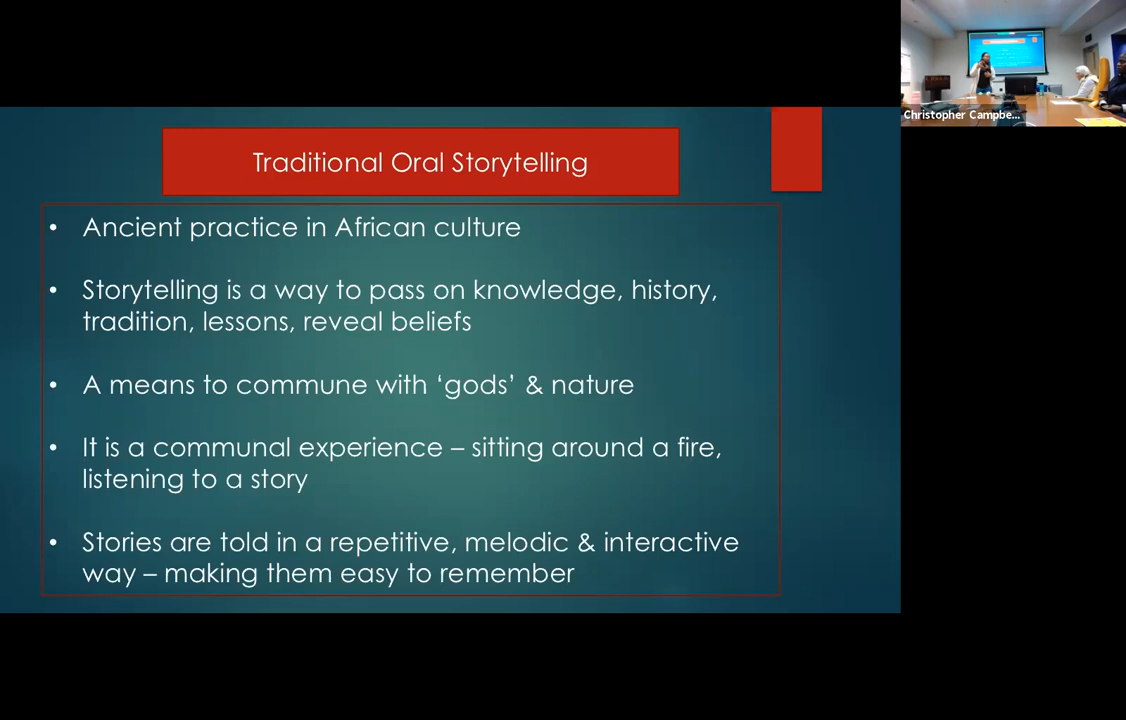 Traditional Oral Storytelling
• Ancient practice in African culture
• Storytelling is a way to pass on knowledge, history,
tradition, lessons, reveal beliefs
• A means to commune with ‘gods’ & nature
• It is a communal experience – sitting around a fire,
listening to a story
• Stories are told in a repetitive, melodic & interactive
way – making them easy to remember
Christopher Campbe...